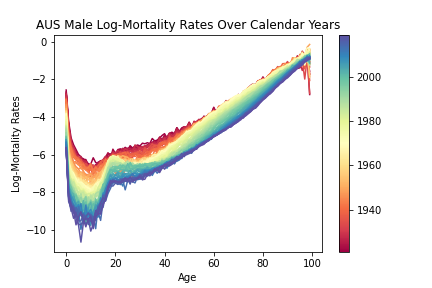 AUS Male Log-Mortality Rates Over Calendar Years
0
−2
−4
−6
−8
−10
Log-Mortality Rates
0 20 40 60 80 100
Age
2000
1980
1960
1940